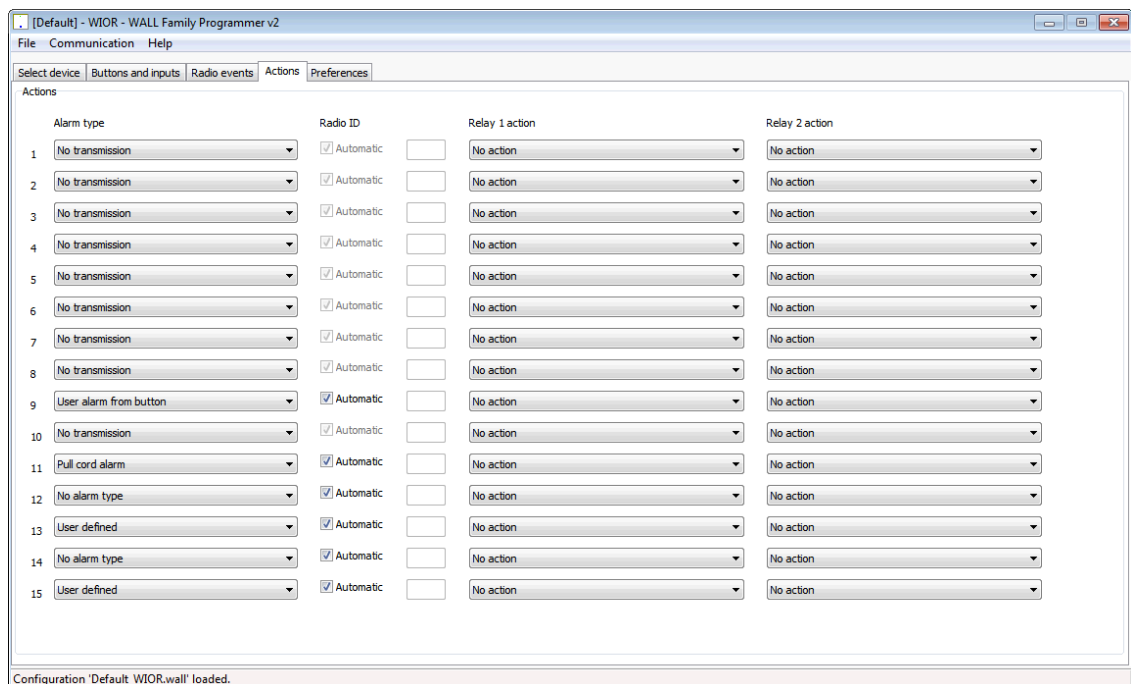 [Default] - WIOR - WALL Family Programmer v2
File Communication Help
Select device Buttons and inputs Radio events Actions Preferences
Actions
Alarm type Radio ID Relay 1 action Relay 2 action
1 No transmission Automatic No action No action
2 No transmission Automatic No action No action
3 No transmission Automatic No action No action
4 No transmission Automatic No action No action
5 No transmission Automatic No action No action
6 No transmission Automatic No action No action
7 No transmission Automatic No action No action
8 No transmission Automatic No action No action
9 User alarm from button Automatic No action No action
10 No transmission Automatic No action No action
11 Pull cord alarm Automatic No action No action
12 No alarm type Automatic No action No action
13 User defined Automatic No action No action
14 No alarm type Automatic No action No action
15 User defined Automatic No action No action
Configuration 'Default_WIOR.wall' loaded.